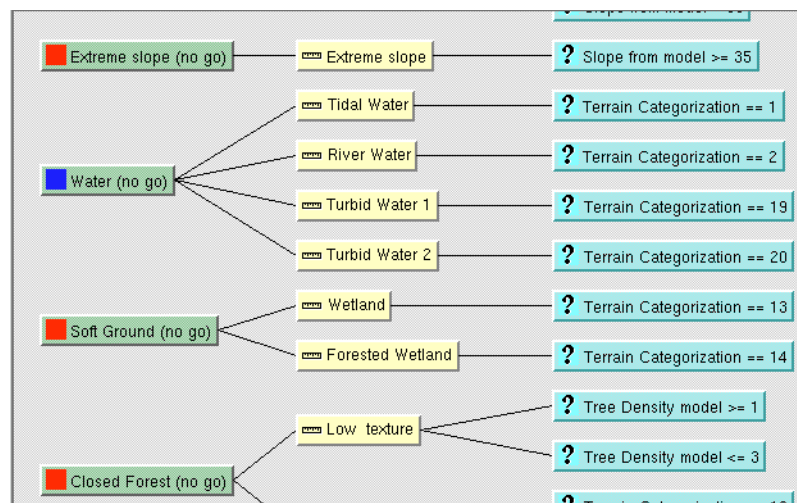 Slope from model
Extreme slope (no go)
Extreme slope
? Slope from model >= 35
Tidal Water
? Terrain Categorization == 1
Water (no go)
River Water
? Terrain Categorization == 2
Turbid Water 1
? Terrain Categorization == 19
Turbid Water 2
? Terrain Categorization == 20
Soft Ground (no go)
Wetland
? Terrain Categorization == 13
Forested Wetland
? Terrain Categorization == 14
Low texture
? Tree Density model >= 1
Closed Forest (no go)
? Tree Density model <= 3